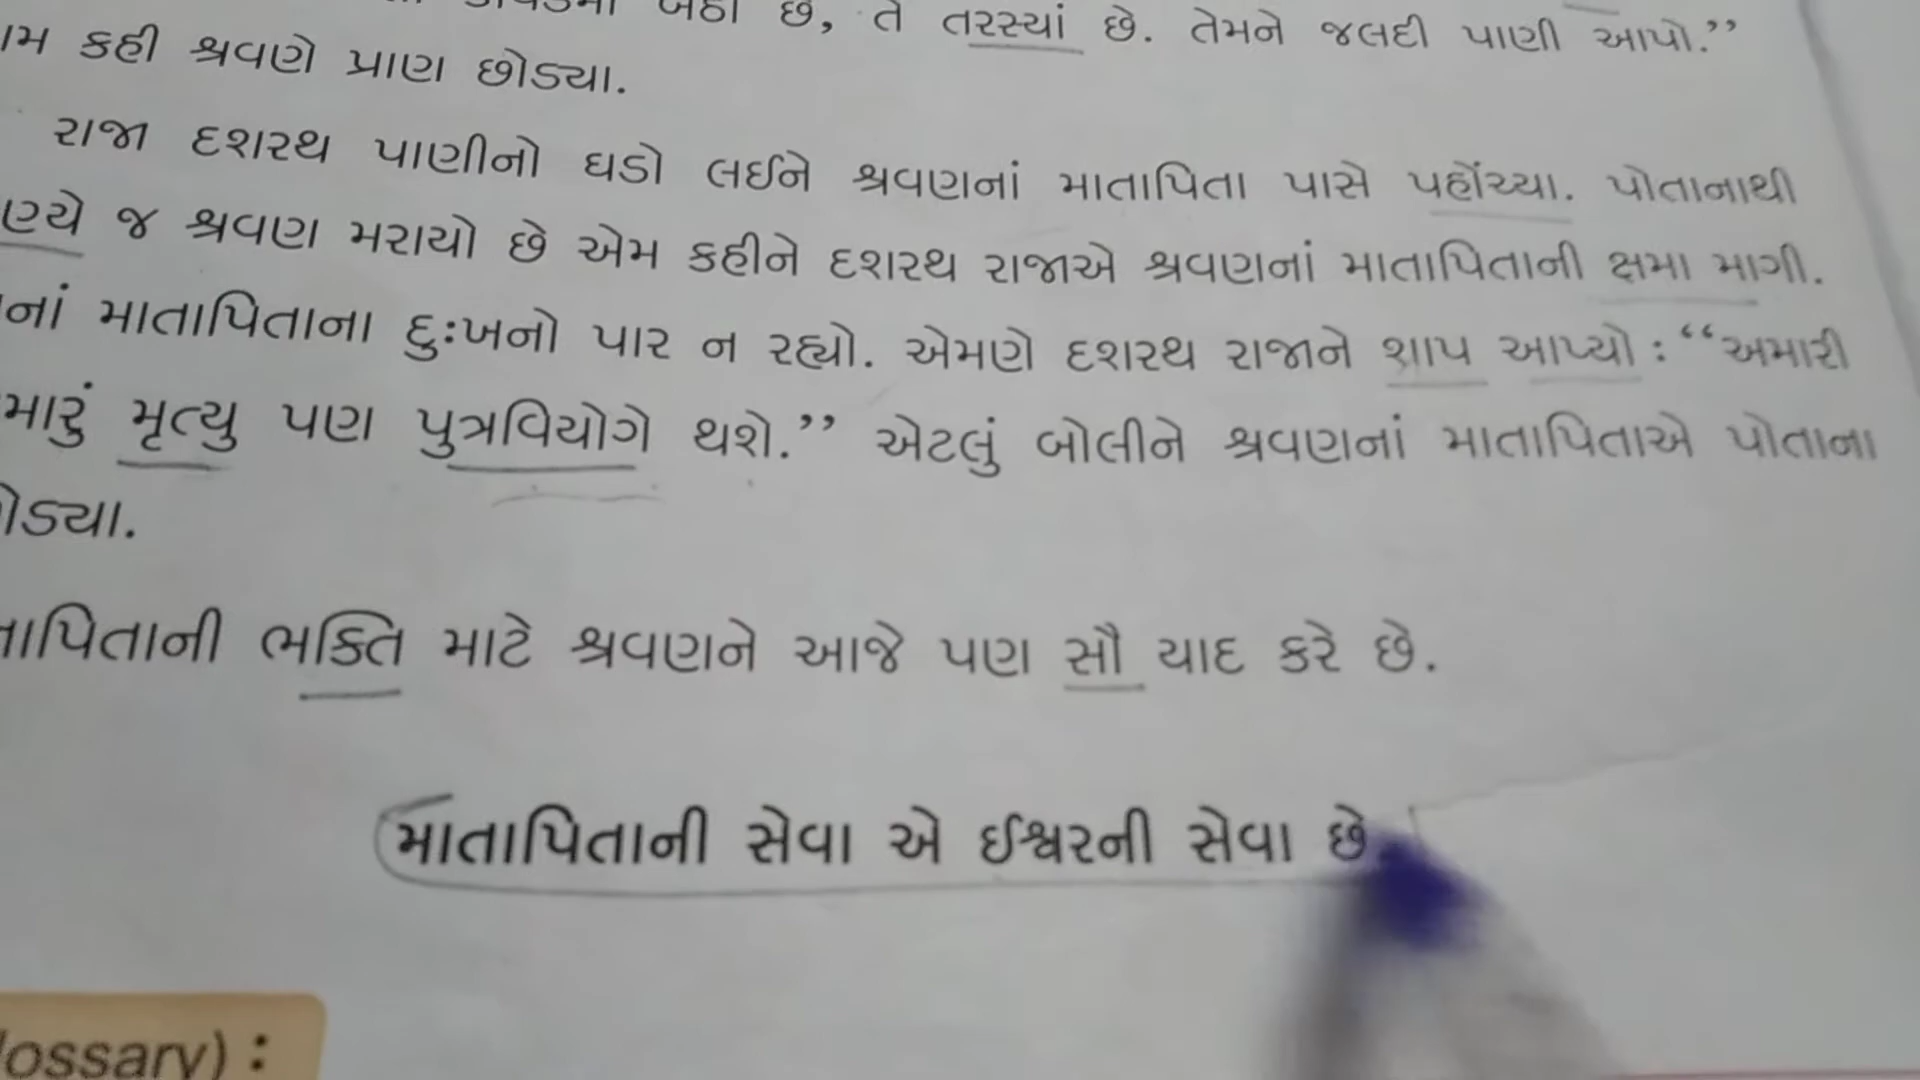 છે, તે તરસ્યાં છે. તેમને જલદી પાણી આપો.”
કહી શ્રવણે પ્રાણ છોડ્યા.
રાજા દશરથ પાણીનો ઘડો લઈને શ્રવણનાં માતાપિતા પાસે પહોંચ્યા. પોતાનાથી
જ શ્રવણ મરાયો છે એમ કહીને દશરથ રાજાએ શ્રવણનાં માતાપિતાની ક્ષમા માગી.
નાં માતાપિતાના દુઃખનો પાર ન રહ્યો. એમણે દશરથ રાજાને શાપ આપ્યો : “અમારી
મારું મૃત્યુ પણ પુત્રવિયોગે થશે.” એટલું બોલીને શ્રવણનાં માતાપિતાએ પોતાના
ોડ્યા.
તાપિતાની ભક્તિ માટે શ્રવણને આજે પણ સૌ યાદ કરે છે.
માતાપિતાની સેવા એ ઈશ્વરની સેવા છે.
lossary) :